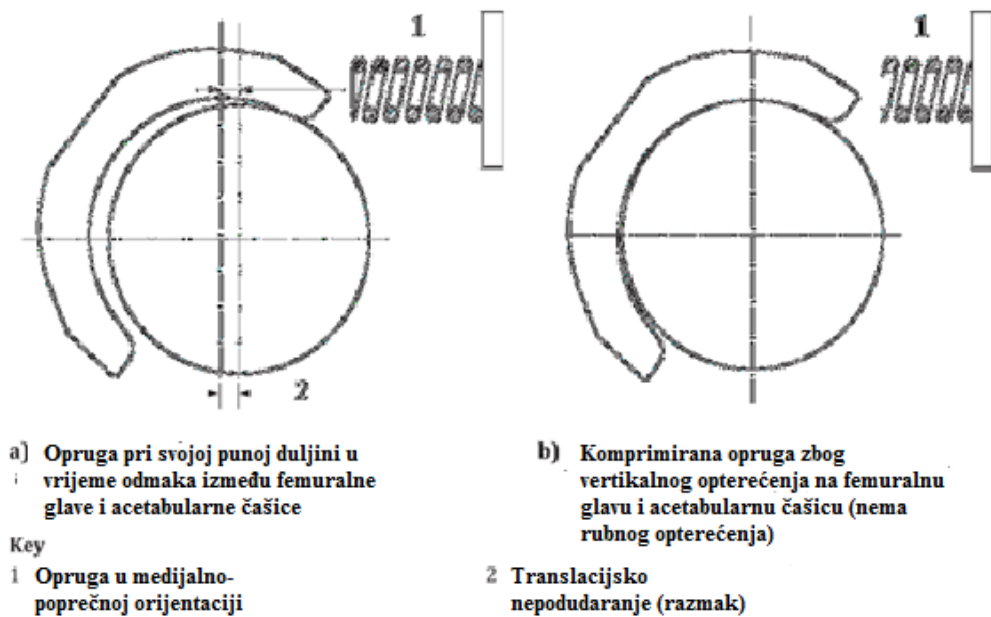 1
1
2
a) Opruga pri svojoj punoj duljini u
vrijeme odmaka između femuralne
glave i acetabularne čašice
b) Komprimirana opruga zbog
vertikalnog opterećenja na femuralnu
glavu i acetabularnu čašicu (nema
rubnog opterećenja)
Key
1 Opruga u medijalno-
poprečnoj orijentaciji
2 Translacijsko
nepodudaranje (razmak)